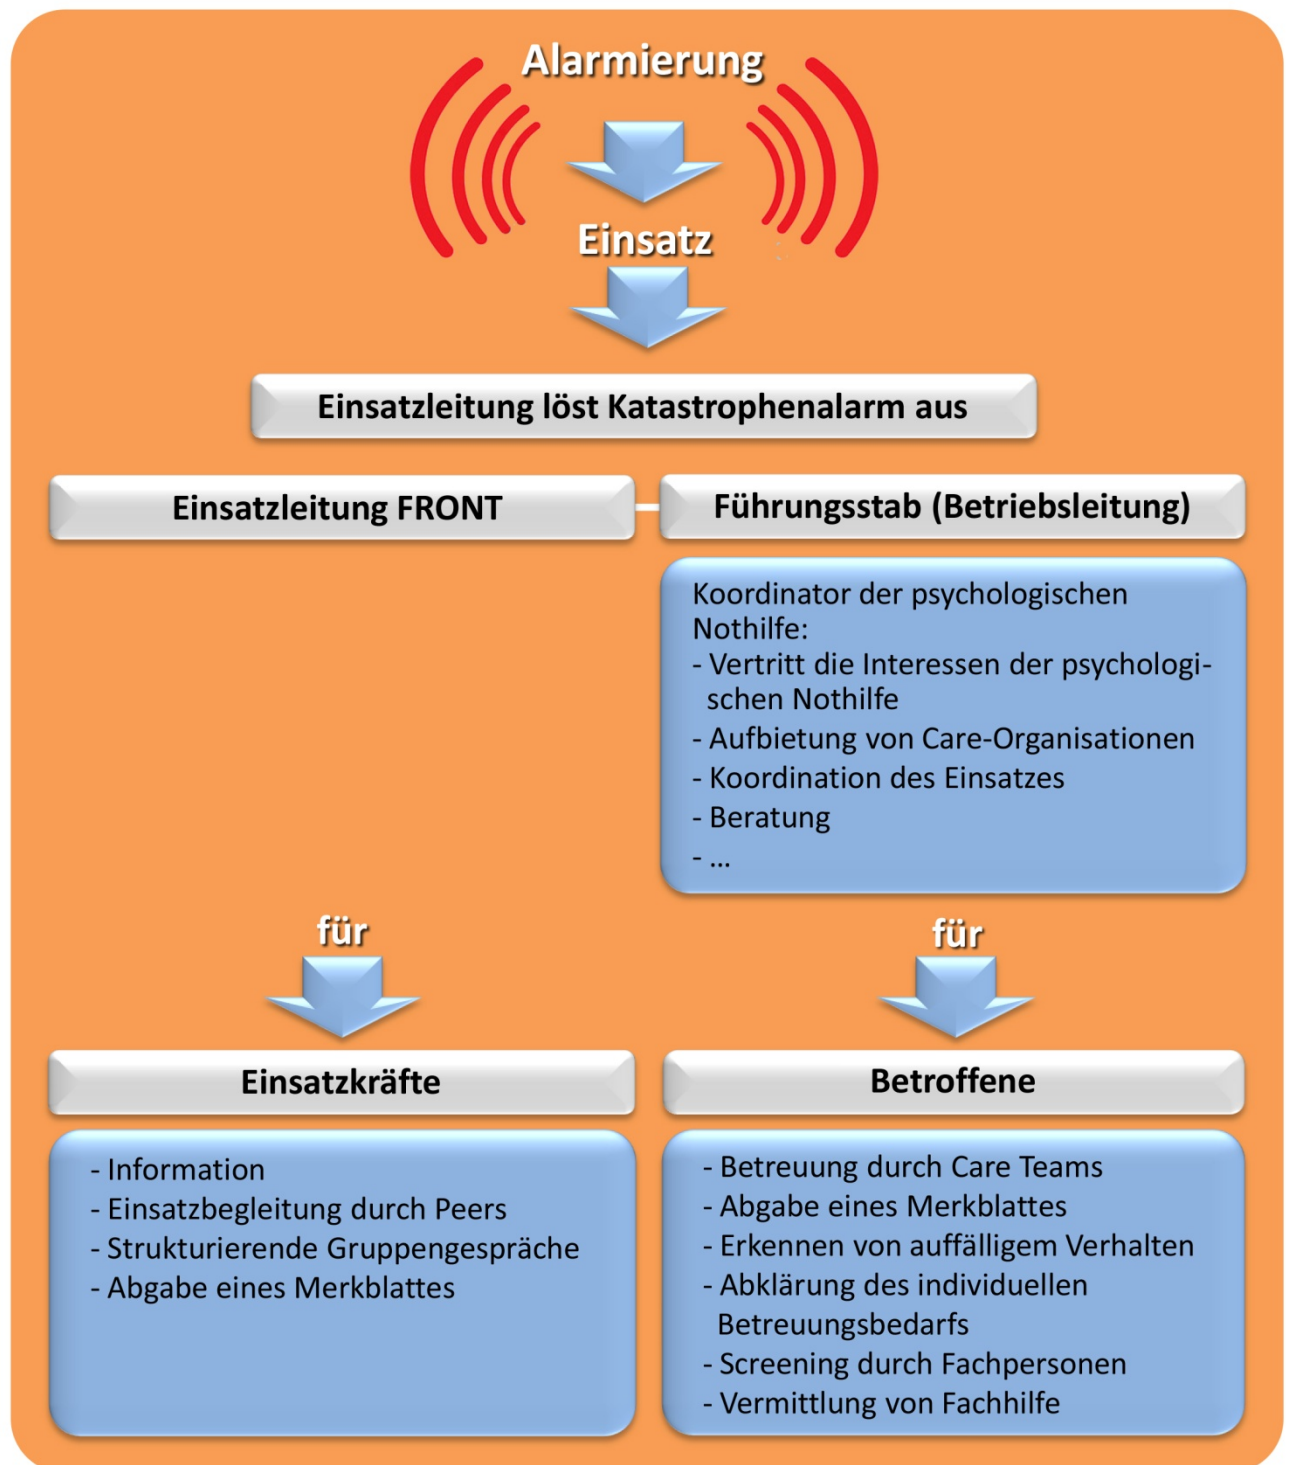 Alarmierung
Einsatz
Einsatzleitung löst Katastrophenalarm aus
Einsatzleitung FRONT
Führungsstab (Betriebsleitung)
Koordinator der psychologischen
Nothilfe:
- Vertritt die Interessen der psychologi-
schen Nothilfe
- Aufbietung von Care-Organisationen
- Koordination des Einsatzes
- Beratung
- ...
für
Einsatzkräfte
- Information
- Einsatzbegleitung durch Peers
- Strukturierende Gruppengespräche
- Abgabe eines Merkblattes
für
Betroffene
- Betreuung durch Care Teams
- Abgabe eines Merkblattes
- Erkennen von auffälligem Verhalten
- Abklärung des individuellen
Betreuungsbedarfs
- Screening durch Fachpersonen
- Vermittlung von Fachhilfe